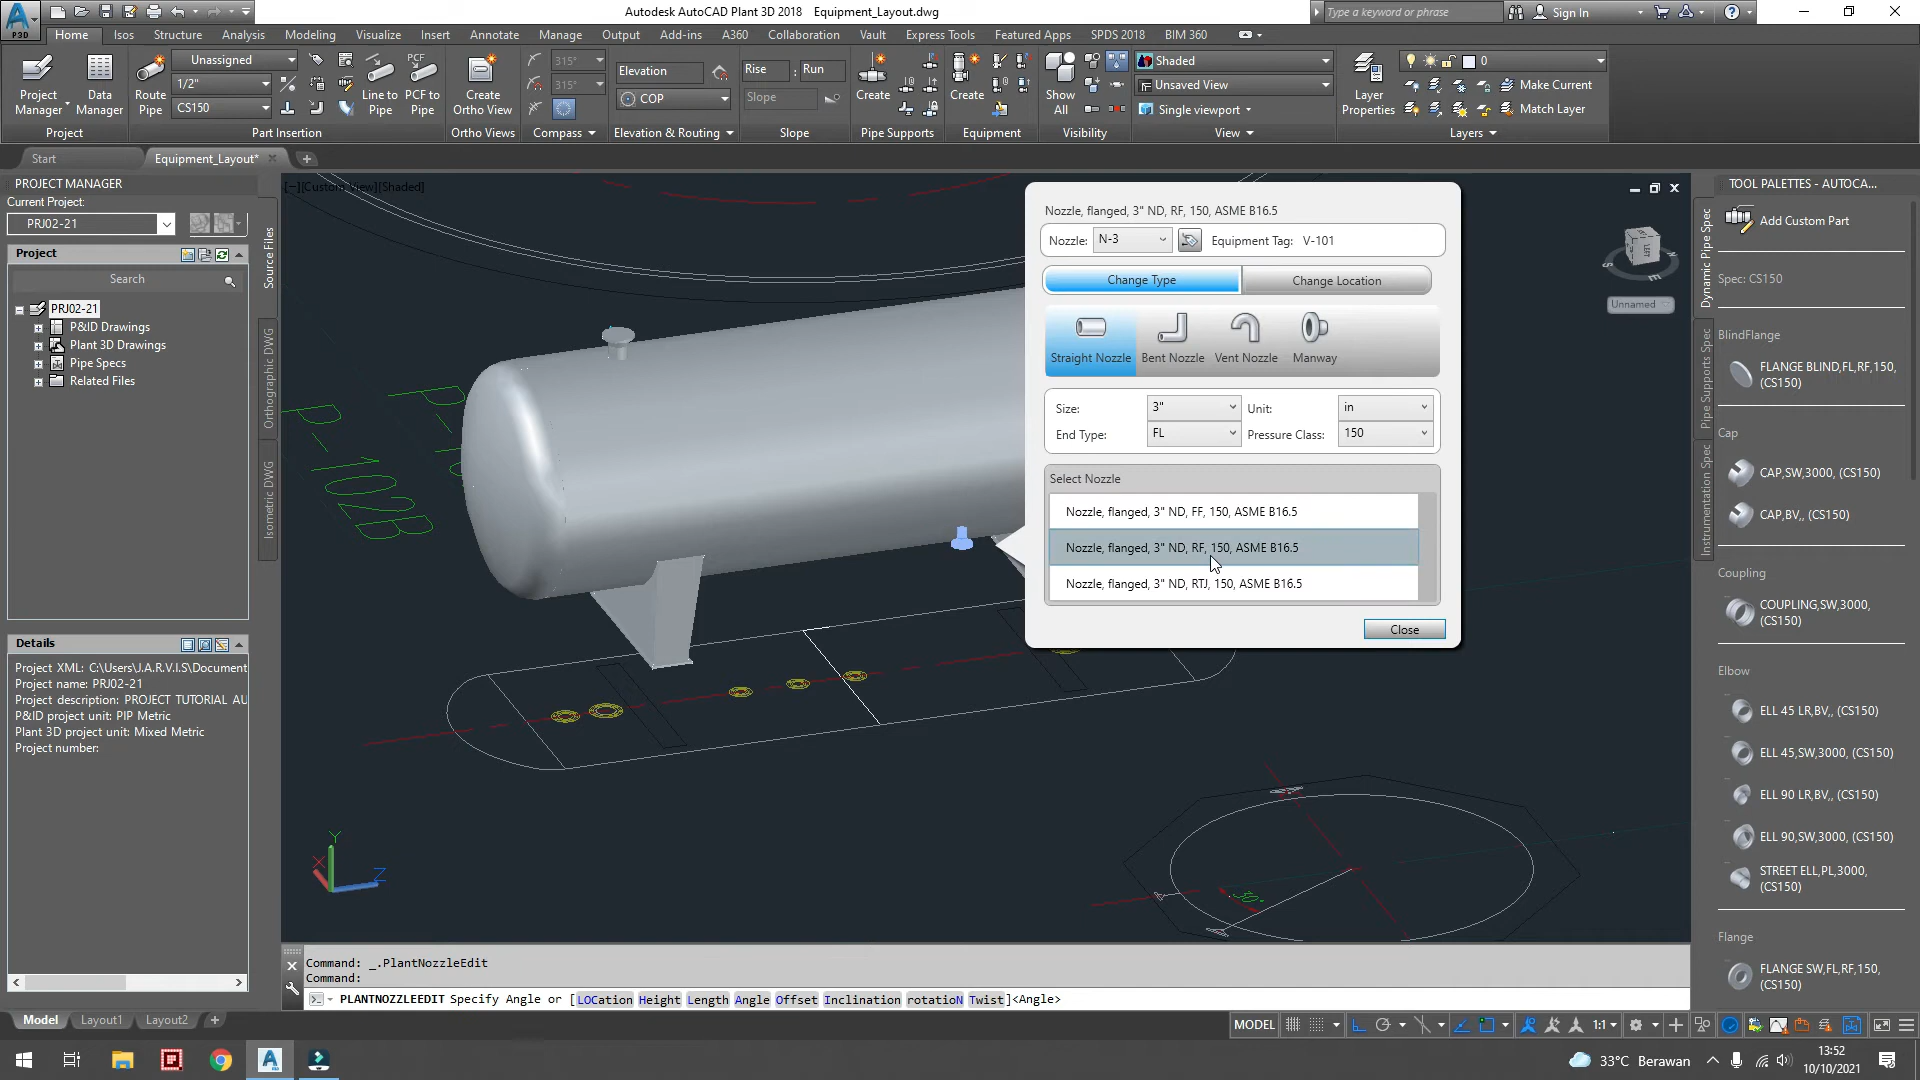 Autodesk AutoCAD Plant 3D 2018 Equipment_Layout.dwg
Type a keyword or phrase
Sign In
P3D
Home Isos Structure Analysis Modeling Visualize Insert Annotate Manage Output Add-ins A360 Collaboration Vault Express Tools Featured Apps SPDS 2018 BIM 360
Project Manager
Data Manager
Project
Route Pipe
Unassigned
1/2"
CS150
Line to Pipe
PCF
PCF to Pipe
Part Insertion
Create Ortho View
Ortho Views
315°
315°
Compass
Elevation
COP
Elevation & Routing
Rise : Run
Slope
Slope
Create
Pipe Supports
Create
Equipment
Show All
Visibility
Shaded
Unsaved View
Single viewport
View
Layer Properties
0
Make Current
Match Layer
Layers
Start
Equipment_Layout*
PROJECT MANAGER
Current Project:
PRJ02-21
Project
Search
PRJ02-21
P&ID Drawings
Plant 3D Drawings
Pipe Specs
Related Files
Source Files
Orthographic DWG
Isometric DWG
Details
Project XML: C:\Users\J.A.R.V.I.S\Document
Project name: PRJ02-21
Project description: PROJECT TUTORIAL AU
P&ID project unit: PIP Metric
Plant 3D project unit: Mixed Metric
Project number:
[−][Custom View][Shaded]
P-102B
LEFT
S
E
Unnamed
X
Y
Z
30°
Nozzle, flanged, 3" ND, RF, 150, ASME B16.5
Nozzle: N-3 Equipment Tag: V-101
Change Type Change Location
Straight Nozzle Bent Nozzle Vent Nozzle Manway
Size: 3" Unit: in
End Type: FL Pressure Class: 150
Select Nozzle
Nozzle, flanged, 3" ND, FF, 150, ASME B16.5
Nozzle, flanged, 3" ND, RF, 150, ASME B16.5
Nozzle, flanged, 3" ND, RTJ, 150, ASME B16.5
Close
TOOL PALETTES - AUTOCA...
Dynamic Pipe Spec
Pipe Supports Spec
Instrumentation Spec
Add Custom Part
Spec: CS150
BlindFlange
FLANGE BLIND,FL,RF,150,
(CS150)
Cap
CAP,SW,3000, (CS150)
CAP,BV,, (CS150)
Coupling
COUPLING,SW,3000,
(CS150)
Elbow
ELL 45 LR,BV,, (CS150)
ELL 45,SW,3000, (CS150)
ELL 90 LR,BV,, (CS150)
ELL 90,SW,3000, (CS150)
STREET ELL,PL,3000,
(CS150)
Flange
FLANGE SW,FL,RF,150,
(CS150)
Command: _.PlantNozzleEdit
Command:
PLANTNOZZLEEDIT Specify Angle or [LOCation Height Length Angle Offset Inclination rotatioN Twist]<Angle>
Model Layout1 Layout2
MODEL
1:1
33°C Berawan
13:52
10/10/2021